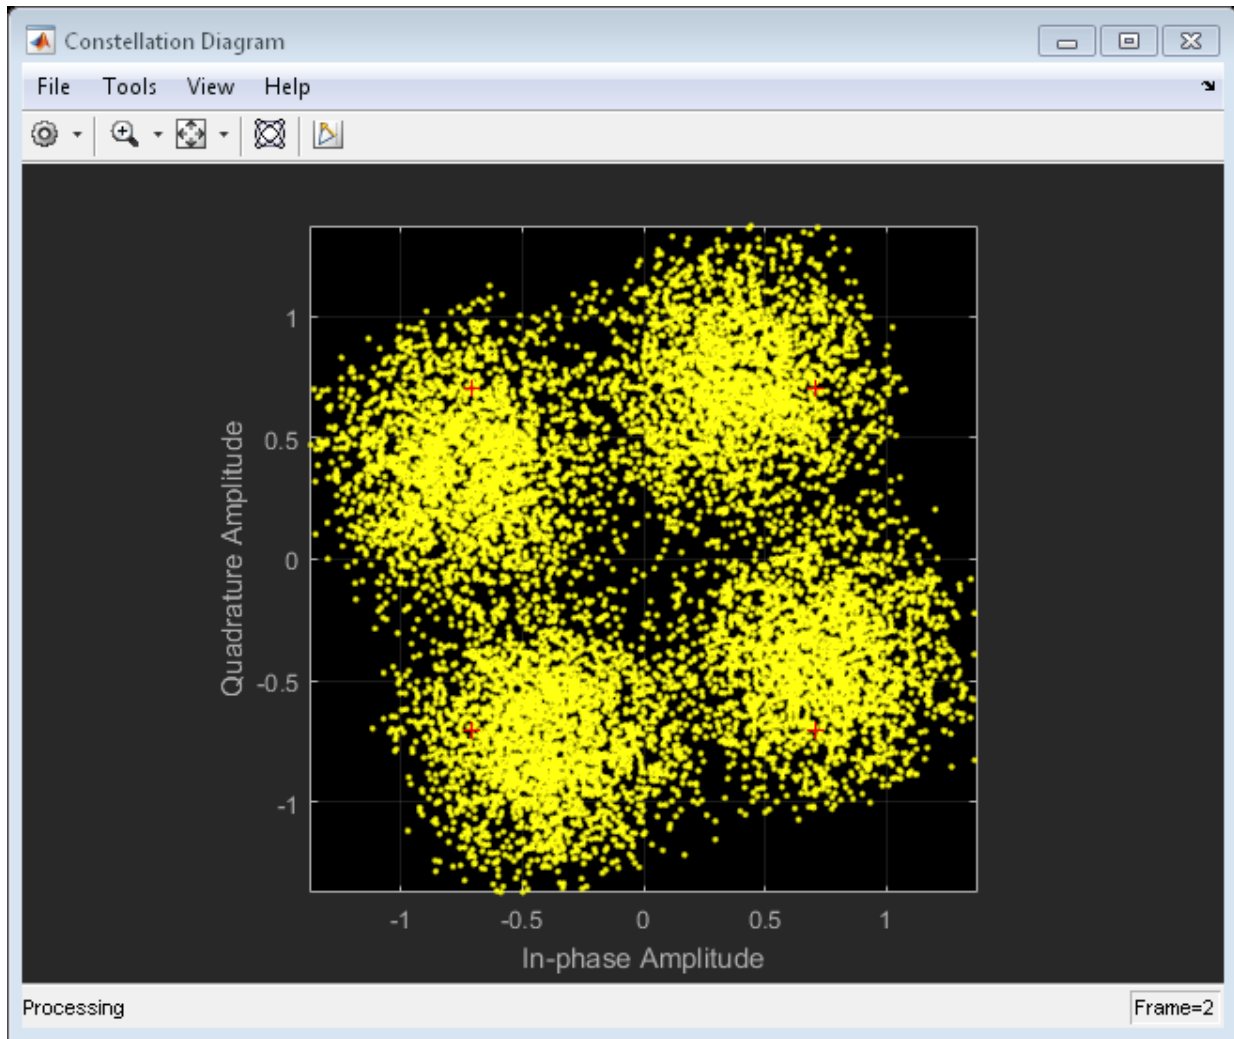 Constellation Diagram
File Tools View Help
Quadrature Amplitude
1
0.5
0
-0.5
-1
-1 -0.5 0 0.5 1
In-phase Amplitude
Processing Frame=2